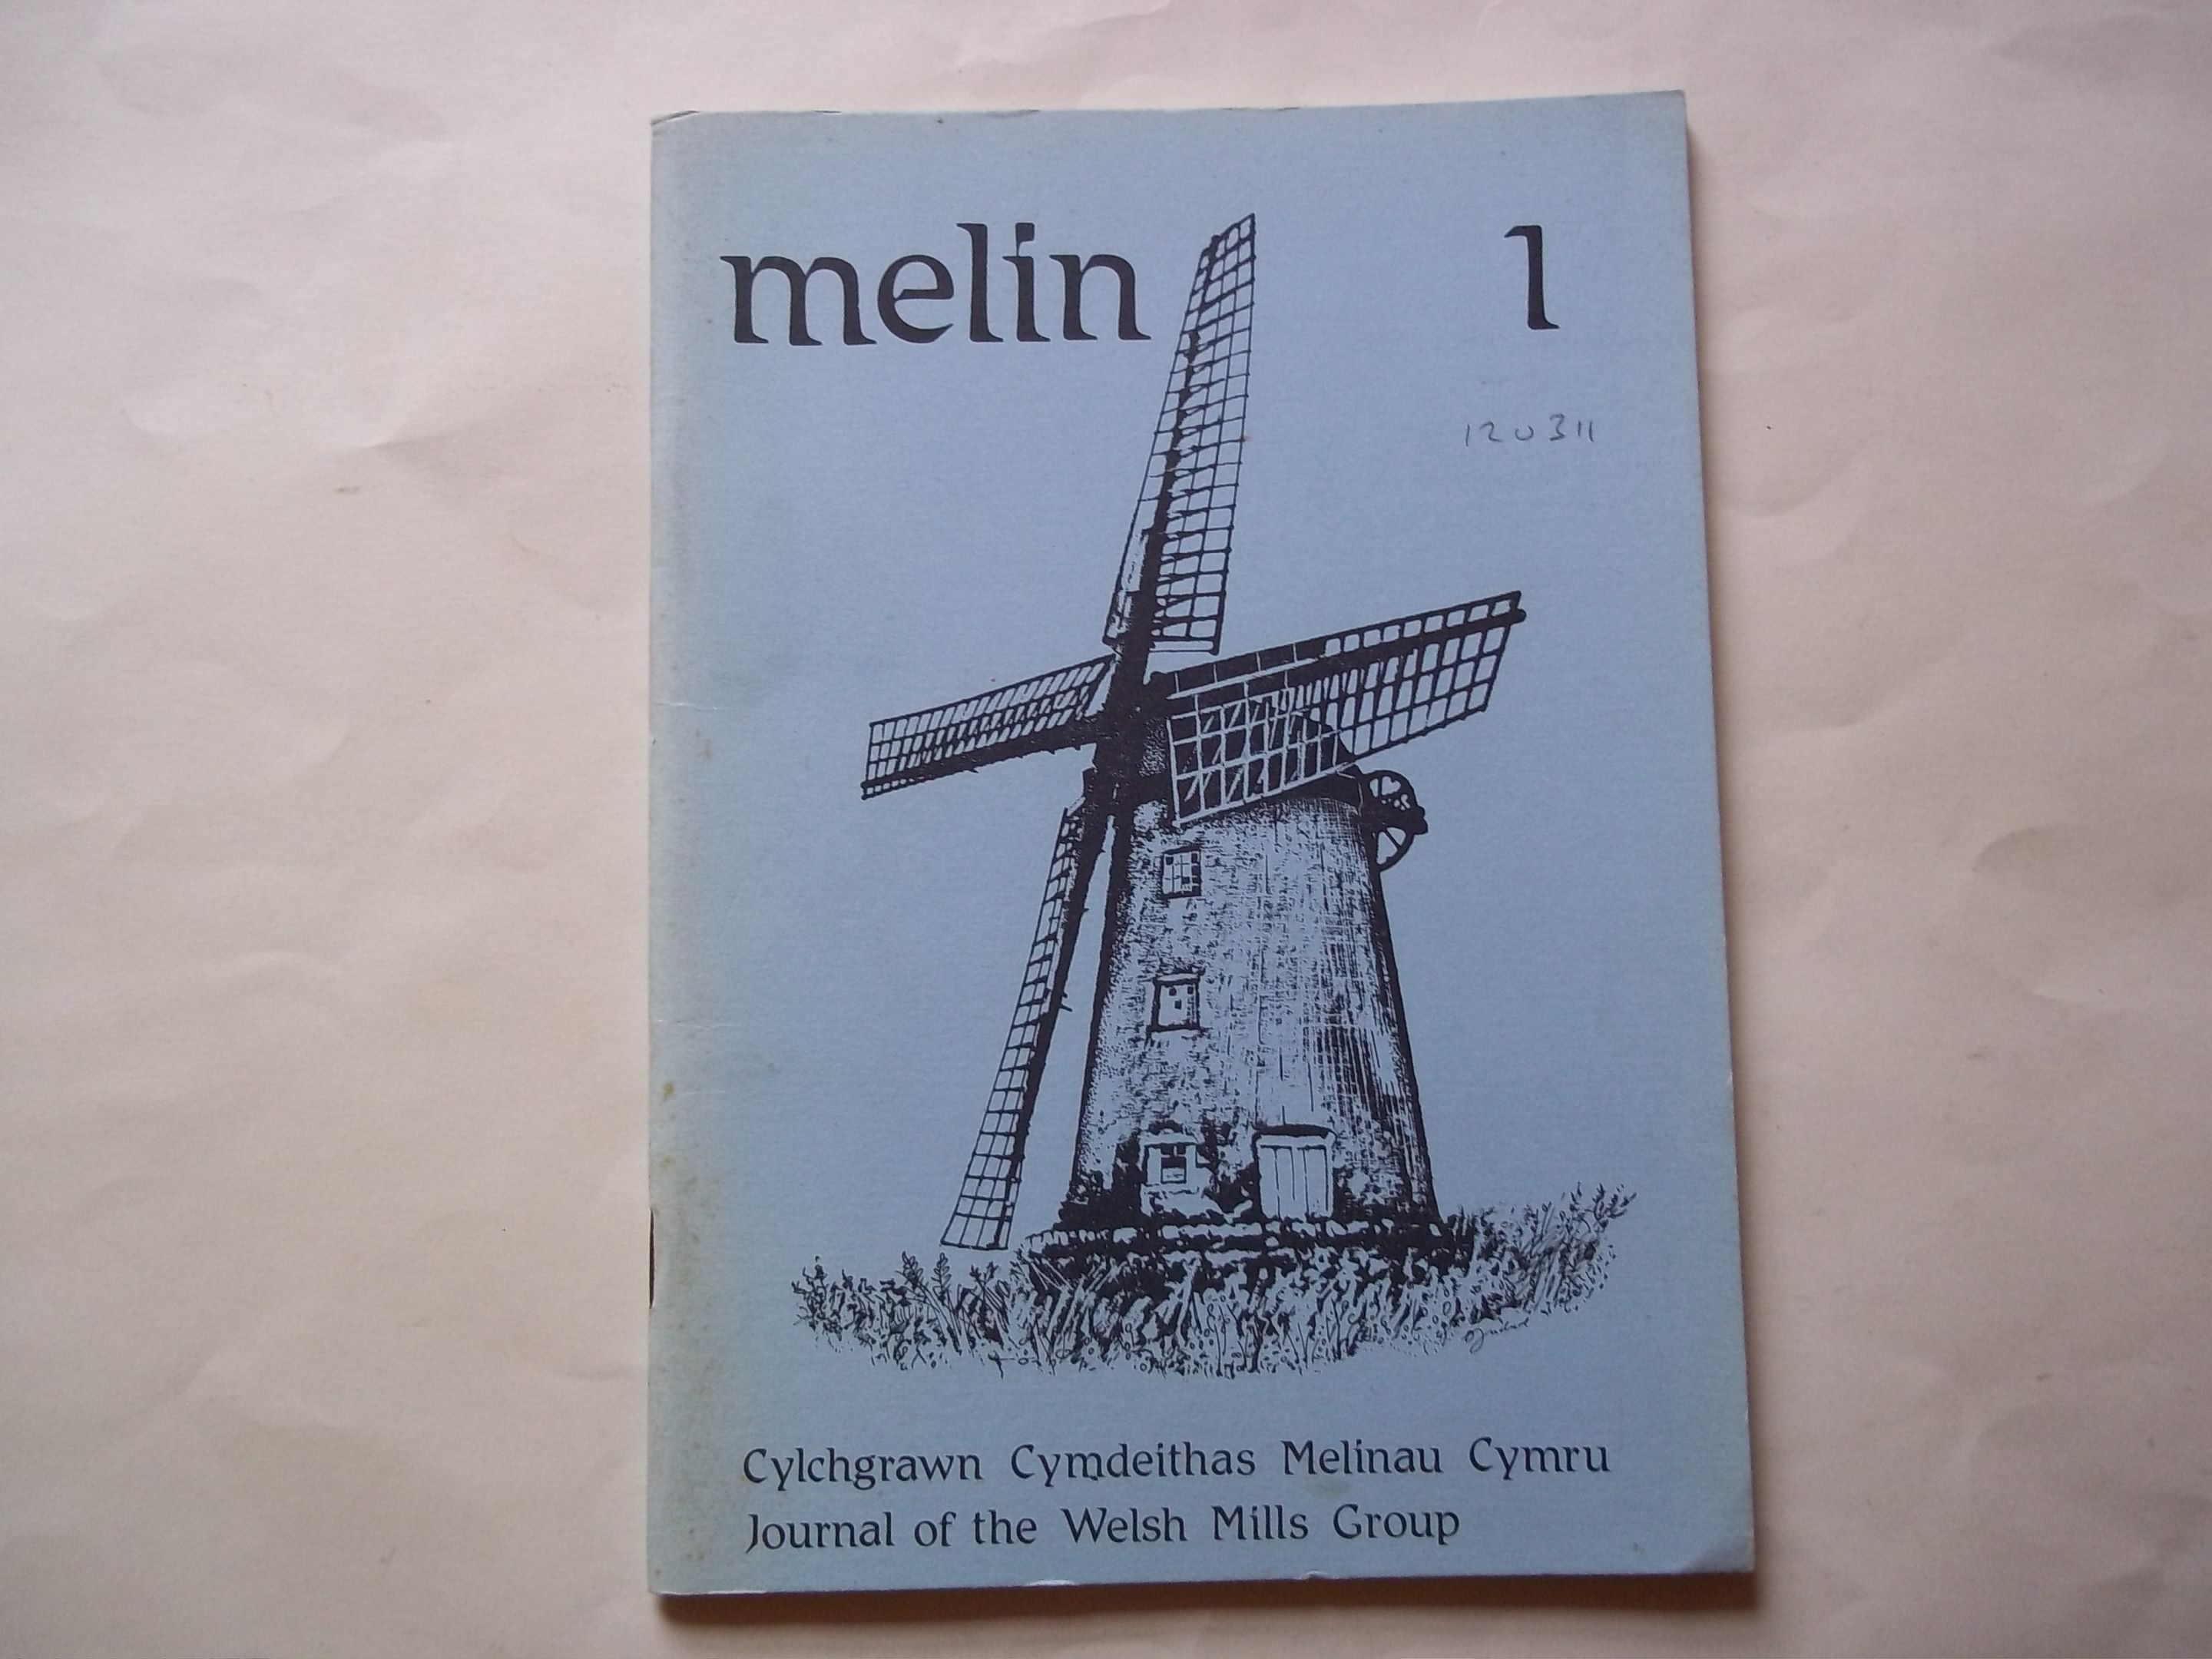 melin 1
120311
Cylchgrawn Cymdeithas Melinau Cymru
Journal of the Welsh Mills Group